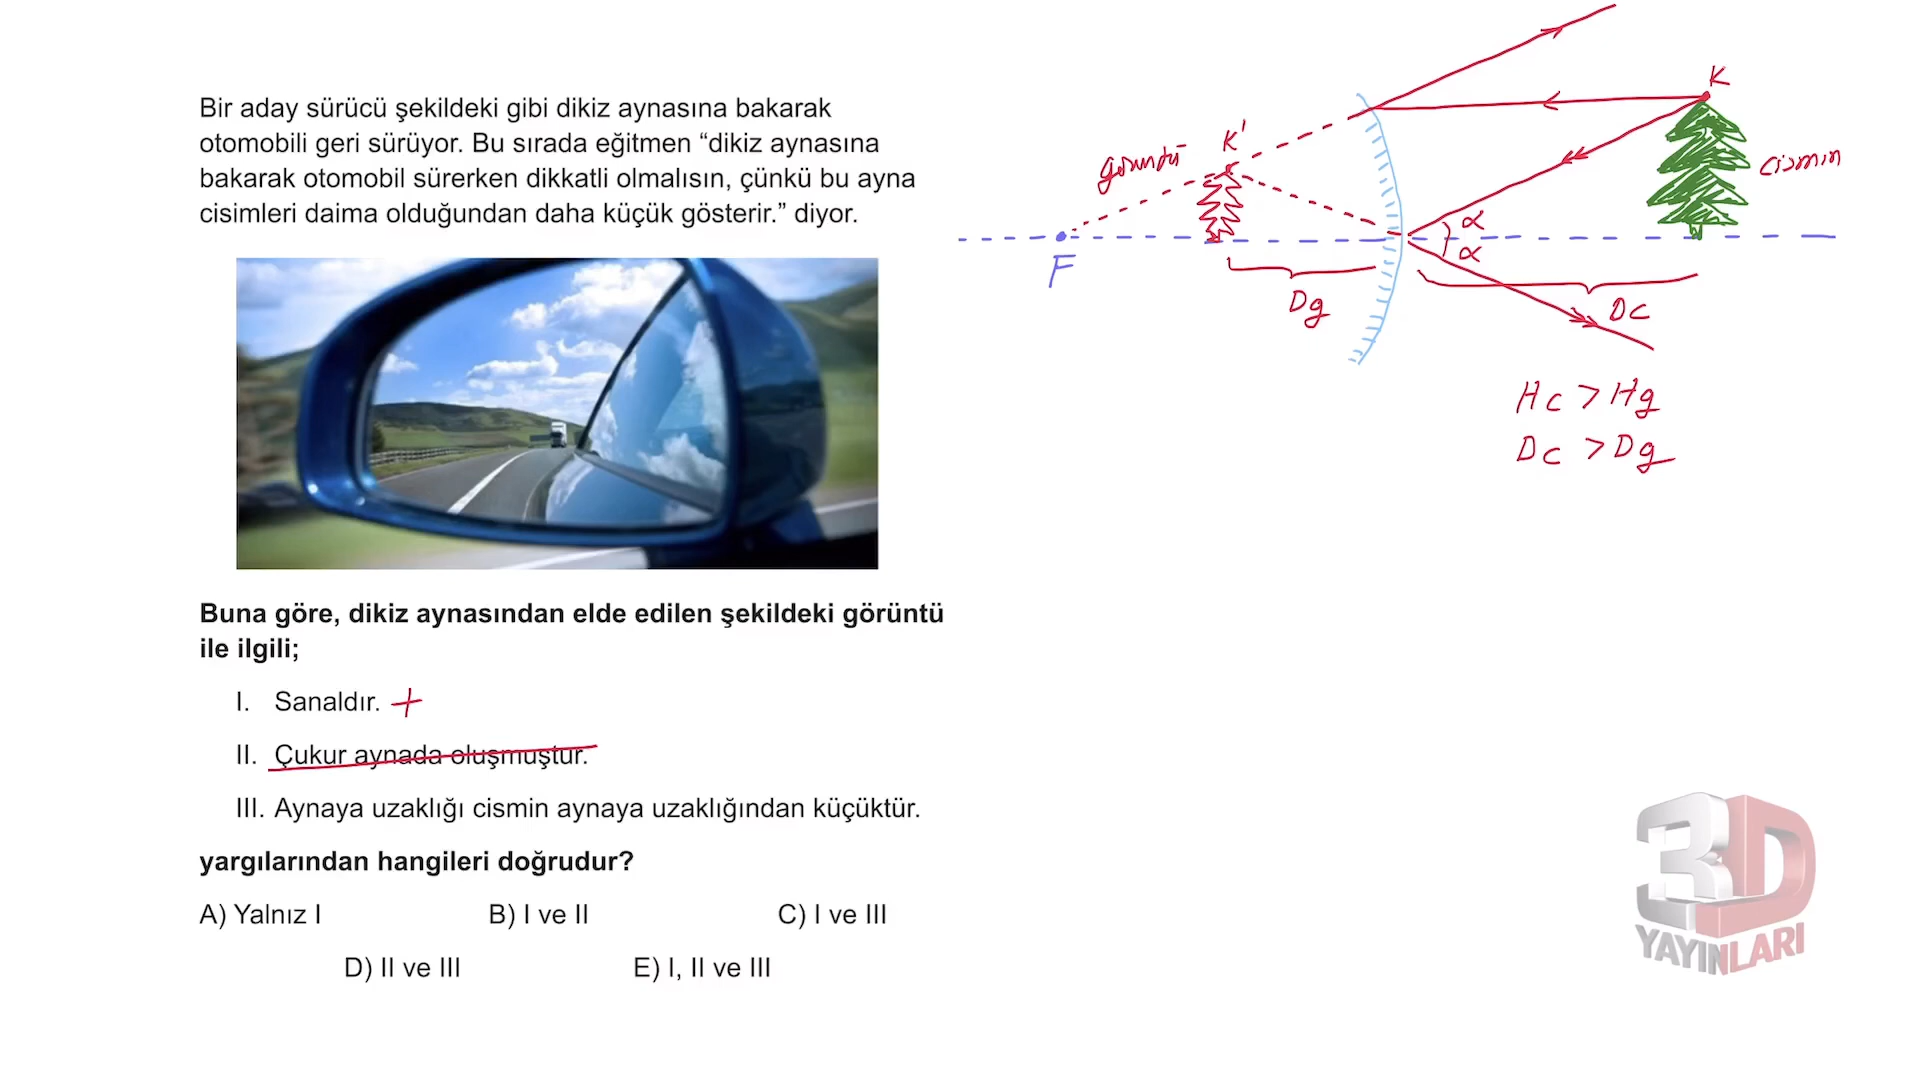 Bir aday sürücü şekildeki gibi dikiz aynasına bakarak
otomobili geri sürüyor. Bu sırada eğitmen “dikiz aynasına
bakarak otomobil sürerken dikkatli olmalısın, çünkü bu ayna
cisimleri daima olduğundan daha küçük gösterir.” diyor.
Buna göre, dikiz aynasından elde edilen şekildeki görüntü
ile ilgili;
I. Sanaldır. +
II. Çukur aynada oluşmuştur.
III. Aynaya uzaklığı cismin aynaya uzaklığından küçüktür.
yargılarından hangileri doğrudur?
A) Yalnız I
B) I ve II
C) I ve III
D) II ve III
E) I, II ve III
K
K'
görüntü
cismin
α
α
F
Dg
Dc
Hc > Hg
Dc > Dg
3D
YAYINLARI